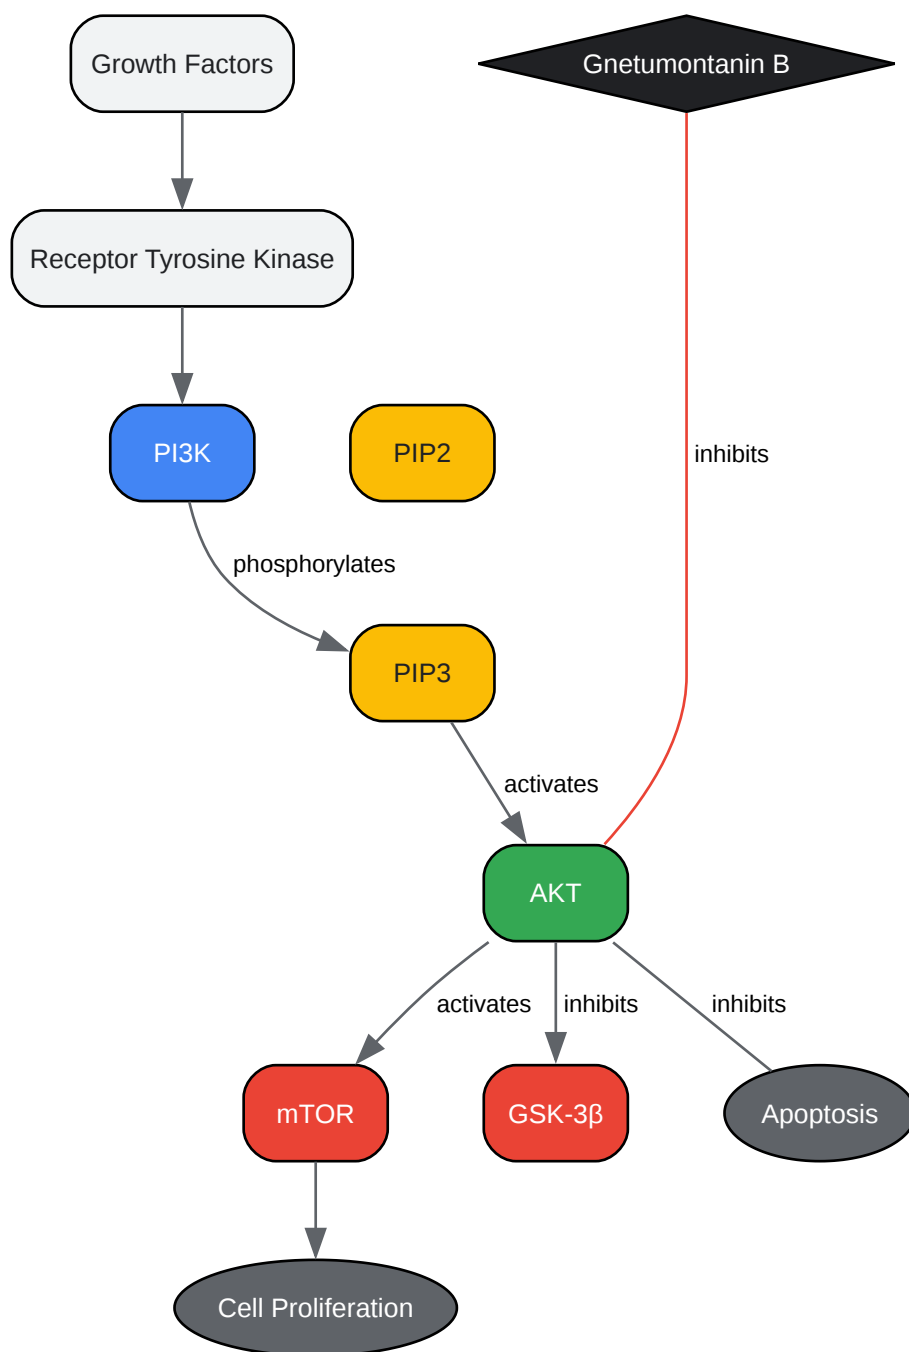 Growth Factors
Gnetumontanin B
Receptor Tyrosine Kinase
PI3K
PIP2
inhibits
phosphorylates
PIP3
activates
AKT
activates
inhibits
inhibits
mTOR
GSK-3β
Apoptosis
Cell Proliferation